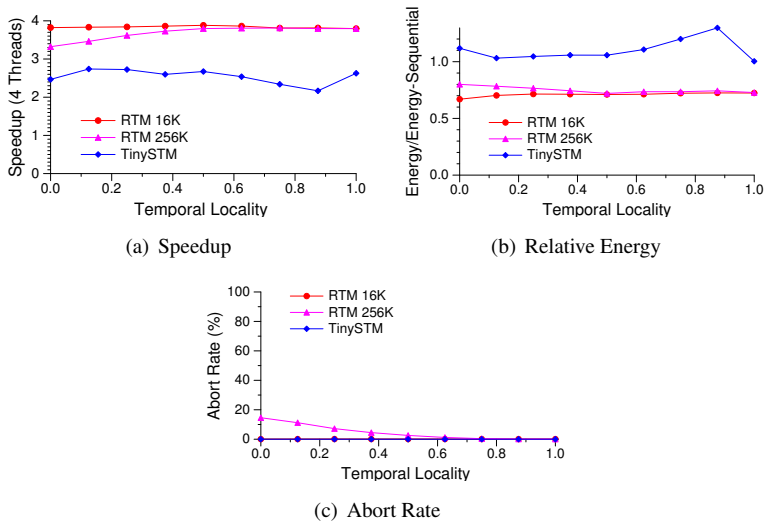 Speedup (4 Threads)
4
3
2
1
0
RTM 16K
RTM 256K
TinySTM
0.0 0.2 0.4 0.6 0.8 1.0
Temporal Locality
(a) Speedup
Energy/Energy-Sequential
1.0
0.5
0.0
RTM 16K
RTM 256K
TinySTM
0.0 0.2 0.4 0.6 0.8 1.0
Temporal Locality
(b) Relative Energy
Abort Rate (%)
100
80
60
40
20
0
RTM 16K
RTM 256K
TinySTM
0.0 0.2 0.4 0.6 0.8 1.0
Temporal Locality
(c) Abort Rate